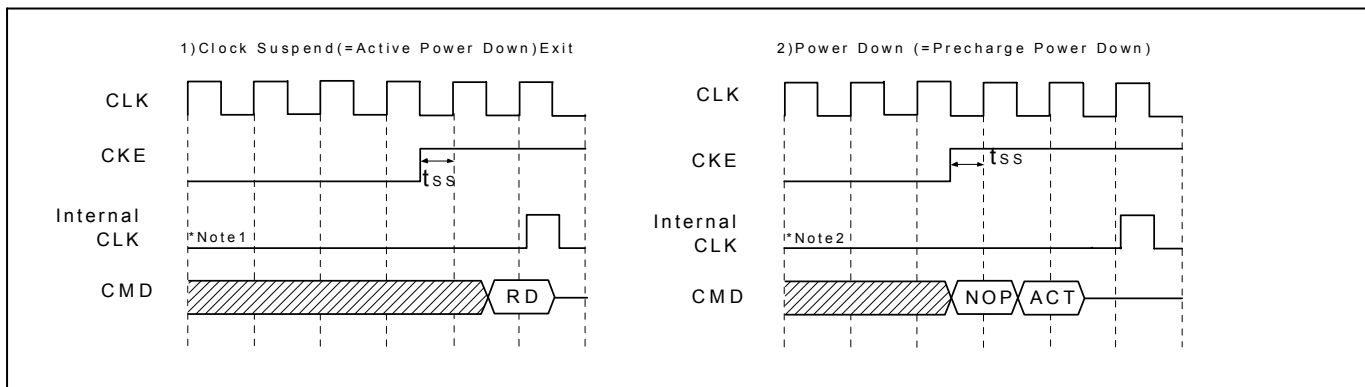 1)Clock Suspend(=Active Power Down)Exit
CLK
CKE
tSS
Internal
CLK
*Note1
CMD
RD
2)Power Down (=Precharge Power Down)
CLK
CKE
tSS
Internal
CLK
*Note2
CMD
NOP
ACT